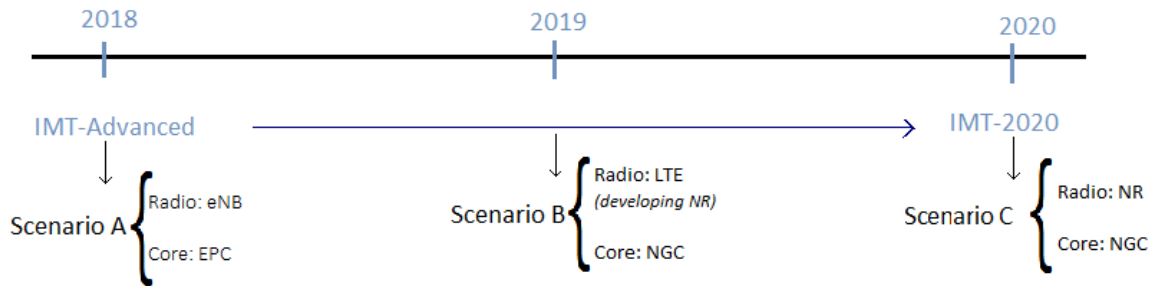 2018
2019
2020
IMT-Advanced
IMT-2020
Scenario A
Radio: eNB
Core: EPC
Scenario B
Radio: LTE
(developing NR)
Core: NGC
Scenario C
Radio: NR
Core: NGC